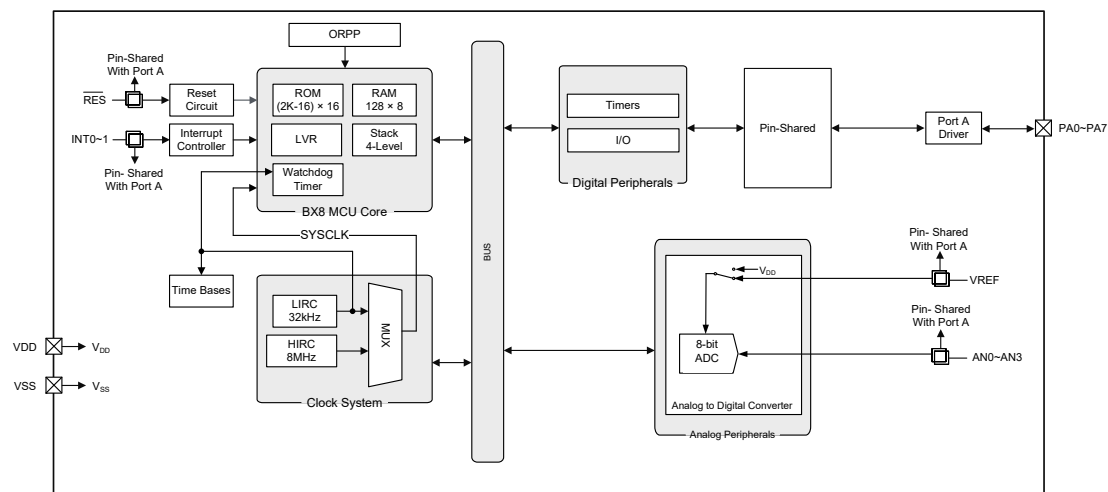 ORPP
Pin-Shared
With Port A
RES
Reset
Circuit
INT0~1
Interrupt
Controller
Pin- Shared
With Port A
ROM
(2K-16) × 16
RAM
128 × 8
LVR
Stack
4-Level
Watchdog
Timer
BX8 MCU Core
SYSCLK
Time Bases
LIRC
32kHz
HIRC
8MHz
MUX
Clock System
VDD
VDD
VSS
VSS
BUS
Timers
I/O
Digital Peripherals
Pin-Shared
Port A
Driver
PA0~PA7
Pin- Shared
With Port A
VDD
VREF
Pin- Shared
With Port A
8-bit
ADC
AN0~AN3
Analog to Digital Converter
Analog Peripherals